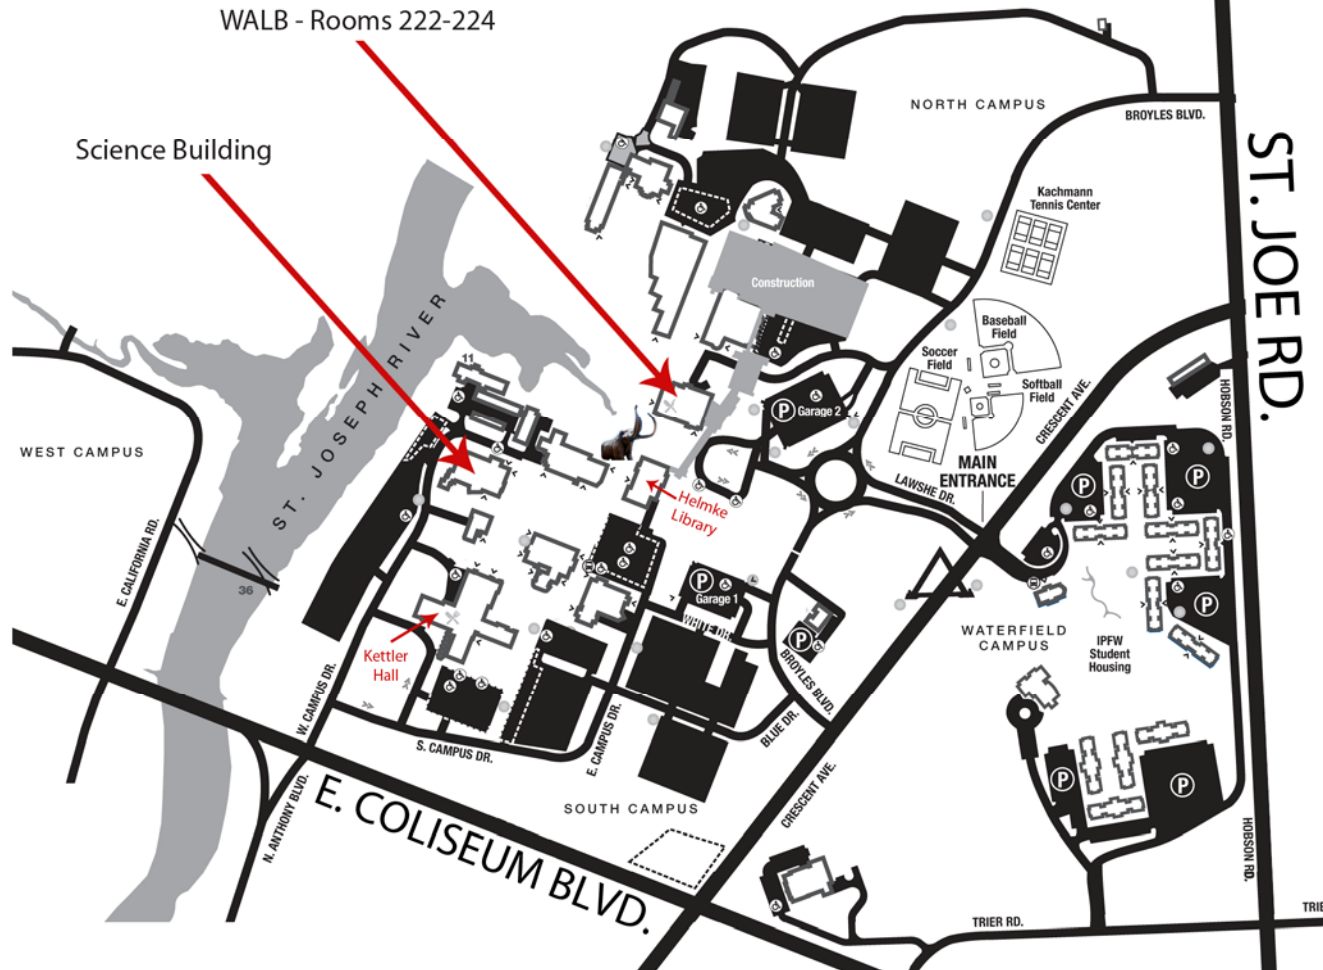 WALB - Rooms 222-224
Science Building
NORTH CAMPUS
BROYLES BLVD.
ST. JOE RD.
Kachmann
Tennis Center
Construction
Baseball
Field
Soccer
Field
Softball
Field
CRESCENT AVE.
HOBSON RD.
11
P
Garage 2
ST. JOSEPH RIVER
WEST CAMPUS
MAIN
ENTRANCE
LAWSHE DR.
Helmke
Library
P
P
E. CALIFORNIA RD.
36
P
Garage 1
WHITE DR.
P
WATERFIELD
CAMPUS
IPFW
Student
Housing
Kettler
Hall
P
BROYLES BLVD.
W. CAMPUS DR.
S. CAMPUS DR.
E. CAMPUS DR.
BLUE DR.
CRESCENT AVE.
P
P
N. ANTHONY BLVD.
E. COLISEUM BLVD.
SOUTH CAMPUS
HOBSON RD.
TRIER RD.
TRIE